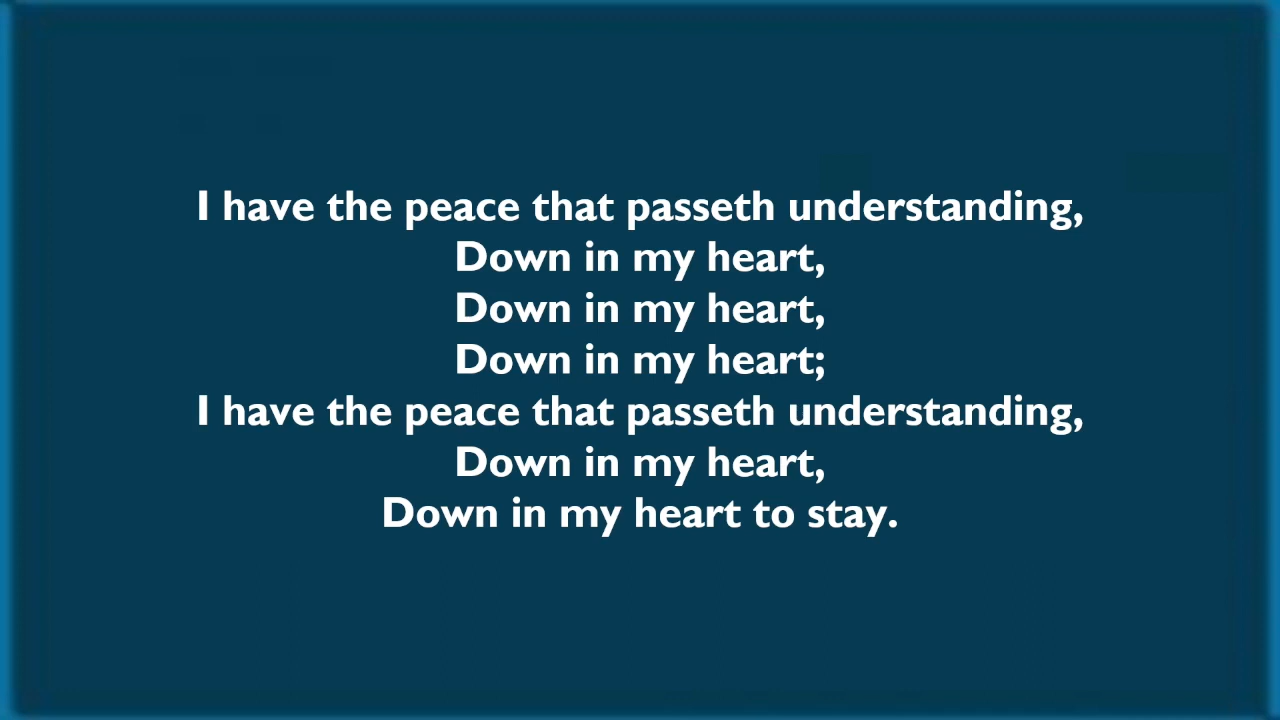 I have the peace that passeth understanding,
Down in my heart,
Down in my heart,
Down in my heart;
I have the peace that passeth understanding,
Down in my heart,
Down in my heart to stay.